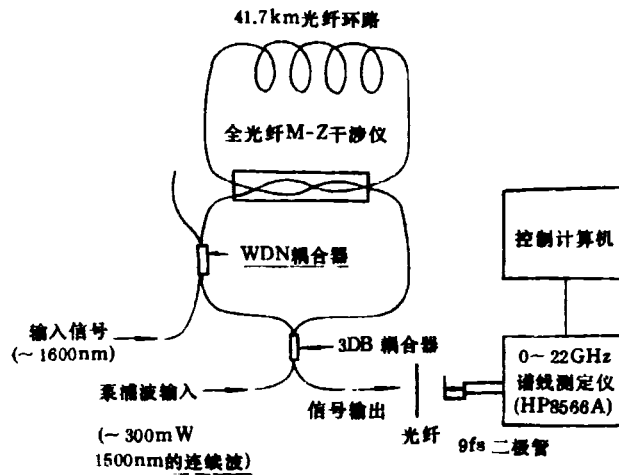 41.7km光纤环路
全光纤M-Z干涉仪
WDN耦合器
控制计算机
输入信号
(~1600nm)
3DB 耦合器
0~22GHz
谱线测定仪
(HP8566A)
泵浦波输入
信号输出
光纤
9fs 二极管
(~300mW
1500nm的连续波)